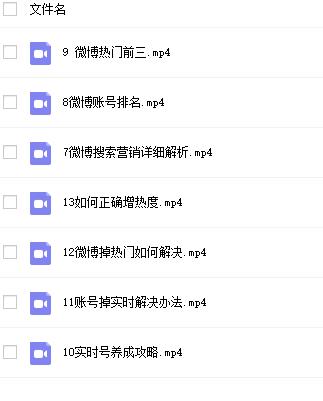 文件名
9 微博热门前三.mp4
8微博账号排名.mp4
7微博搜索营销详细解析.mp4
13如何正确增热度.mp4
12微博掉热门如何解决.mp4
11账号掉实时解决办法.mp4
10实时号养成攻略.mp4